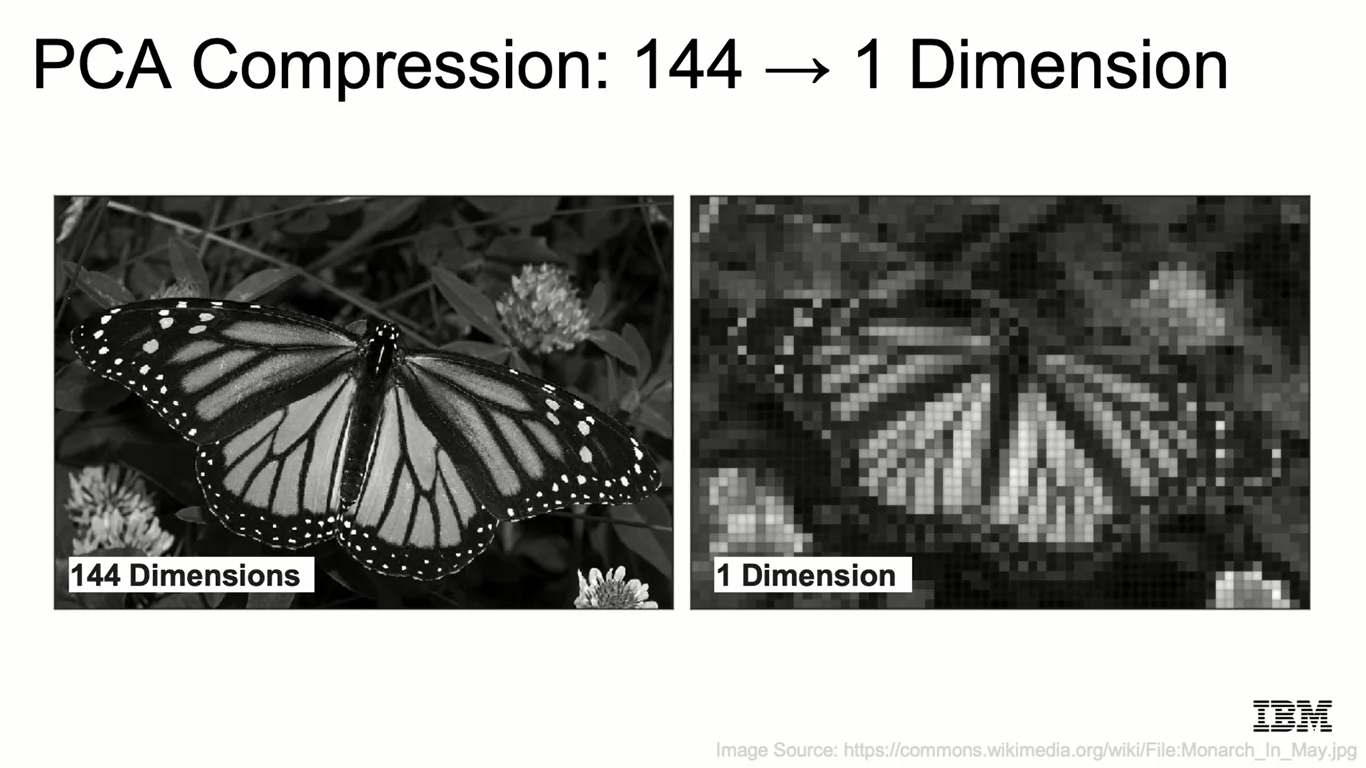 PCA Compression: 144 → 1 Dimension
144 Dimensions
1 Dimension
IBM
Image Source: https://commons.wikimedia.org/wiki/File:Monarch_In_May.jpg